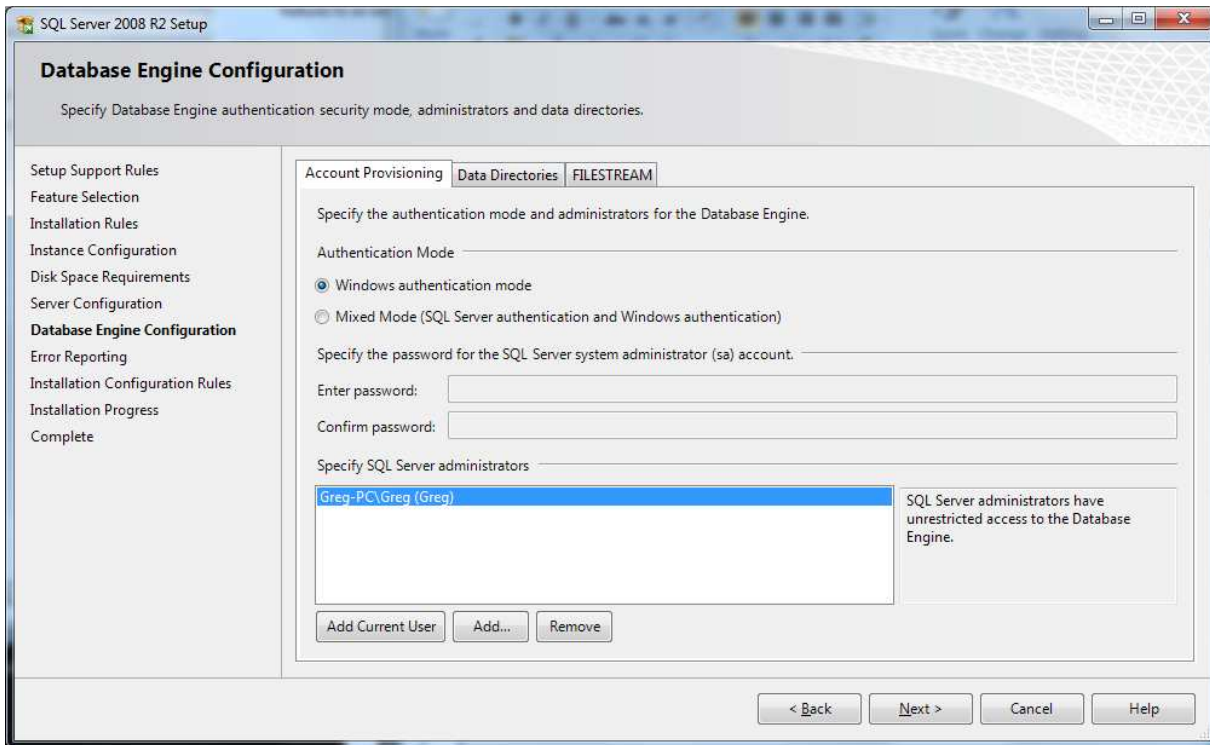 SQL Server 2008 R2 Setup
Database Engine Configuration
Specify Database Engine authentication security mode, administrators and data directories.
Setup Support Rules
Feature Selection
Installation Rules
Instance Configuration
Disk Space Requirements
Server Configuration
Database Engine Configuration
Error Reporting
Installation Configuration Rules
Installation Progress
Complete
Account Provisioning
Data Directories
FILESTREAM
Specify the authentication mode and administrators for the Database Engine.
Authentication Mode
Windows authentication mode
Mixed Mode (SQL Server authentication and Windows authentication)
Specify the password for the SQL Server system administrator (sa) account.
Enter password:
Confirm password:
Specify SQL Server administrators
Greg-PC\Greg (Greg)
SQL Server administrators have
unrestricted access to the Database
Engine.
Add Current User
Add...
Remove
< Back
Next >
Cancel
Help